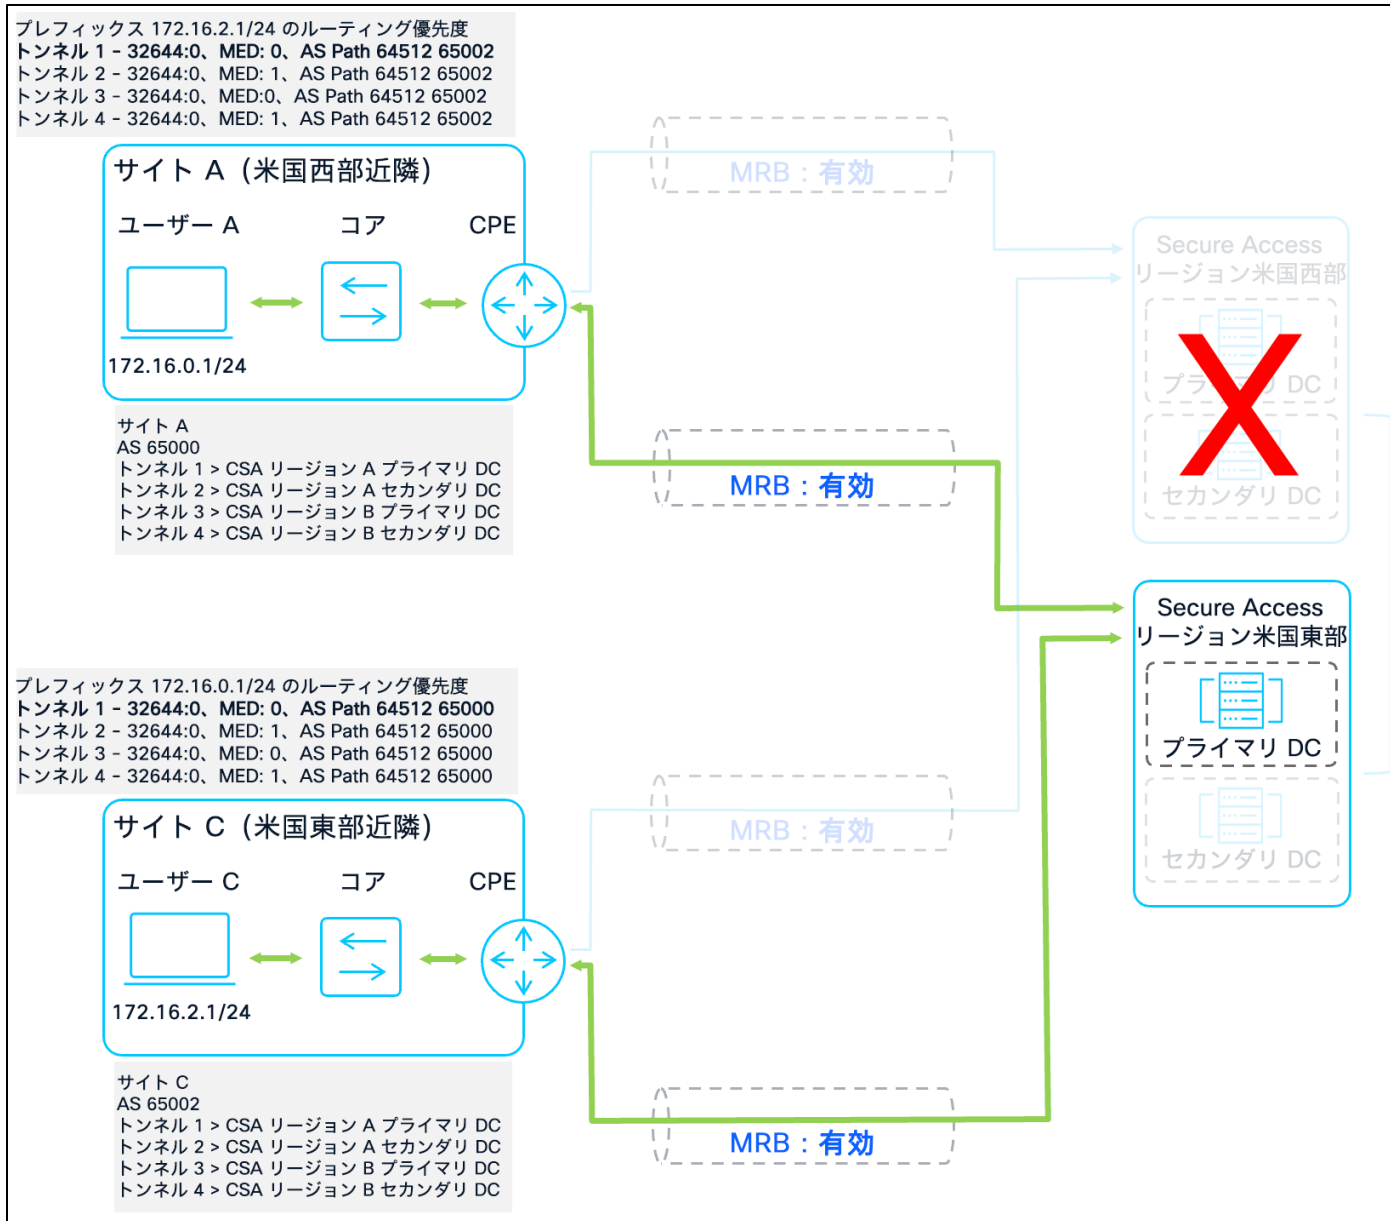 プレフィックス 172.16.2.1/24 のルーティング優先度
トンネル 1 - 32644:0、MED: 0、AS Path 64512 65002
トンネル 2 - 32644:0、MED: 1、AS Path 64512 65002
トンネル 3 - 32644:0、MED:0、AS Path 64512 65002
トンネル 4 - 32644:0、MED: 1、AS Path 64512 65002
サイト A（米国西部近隣）
ユーザー A
コア
CPE
172.16.0.1/24
サイト A
AS 65000
トンネル 1 > CSA リージョン A プライマリ DC
トンネル 2 > CSA リージョン A セカンダリ DC
トンネル 3 > CSA リージョン B プライマリ DC
トンネル 4 > CSA リージョン B セカンダリ DC
MRB：有効
MRB：有効
Secure Access
リージョン米国西部
プライマリ DC
セカンダリ DC
X
Secure Access
リージョン米国東部
プライマリ DC
セカンダリ DC
プレフィックス 172.16.0.1/24 のルーティング優先度
トンネル 1 - 32644:0、MED: 0、AS Path 64512 65000
トンネル 2 - 32644:0、MED: 1、AS Path 64512 65000
トンネル 3 - 32644:0、MED: 0、AS Path 64512 65000
トンネル 4 - 32644:0、MED: 1、AS Path 64512 65000
サイト C（米国東部近隣）
ユーザー C
コア
CPE
172.16.2.1/24
サイト C
AS 65002
トンネル 1 > CSA リージョン A プライマリ DC
トンネル 2 > CSA リージョン A セカンダリ DC
トンネル 3 > CSA リージョン B プライマリ DC
トンネル 4 > CSA リージョン B セカンダリ DC
MRB：有効
MRB：有効